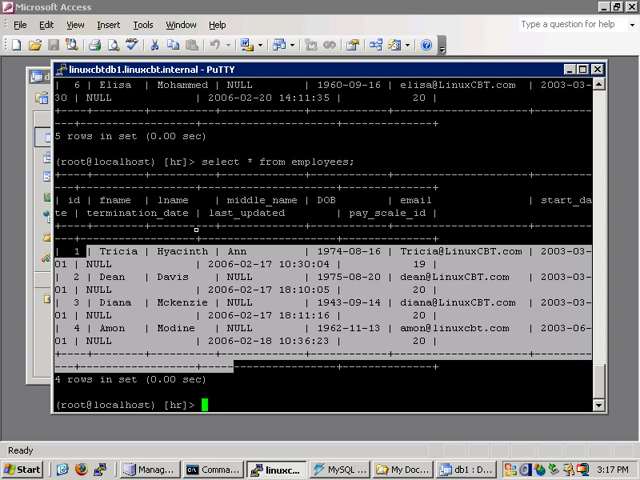 Microsoft Access
File Edit View Insert Tools Window Help
Type a question for help
linuxcbtdb1.linuxcbt.internal - PuTTY
| 6 | Elisa | Mohammed | NULL | 1960-09-16 | elisa@LinuxCBT.com | 2003-03-
30 | NULL | 2006-02-20 14:11:35 | 20 |
5 rows in set (0.00 sec)
(root@localhost) [hr]> select * from employees;
| id | fname | lname | middle_name | DOB | email | start_da
te | termination_date | last_updated | pay_scale_id |
| 1 | Tricia | Hyacinth | Ann | 1974-08-16 | Tricia@LinuxCBT.com | 2003-03-
01 | NULL | 2006-02-17 10:30:04 | 19 |
| 2 | Dean | Davis | NULL | 1975-08-20 | dean@LinuxCBT.com | 2003-03-
01 | NULL | 2006-02-17 18:10:05 | 20 |
| 3 | Diana | Mckenzie | NULL | 1943-09-14 | diana@LinuxCBT.com | 2003-03-
01 | NULL | 2006-02-17 18:11:16 | 20 |
| 4 | Amon | Modine | NULL | 1962-11-13 | amon@linuxcbt.com | 2003-06-
01 | NULL | 2006-02-18 10:36:23 | 20 |
4 rows in set (0.00 sec)
(root@localhost) [hr]>
Ready
Start Manag... Comma... linuxc... MySQL ... My Doc... db1 : D... 3:17 PM